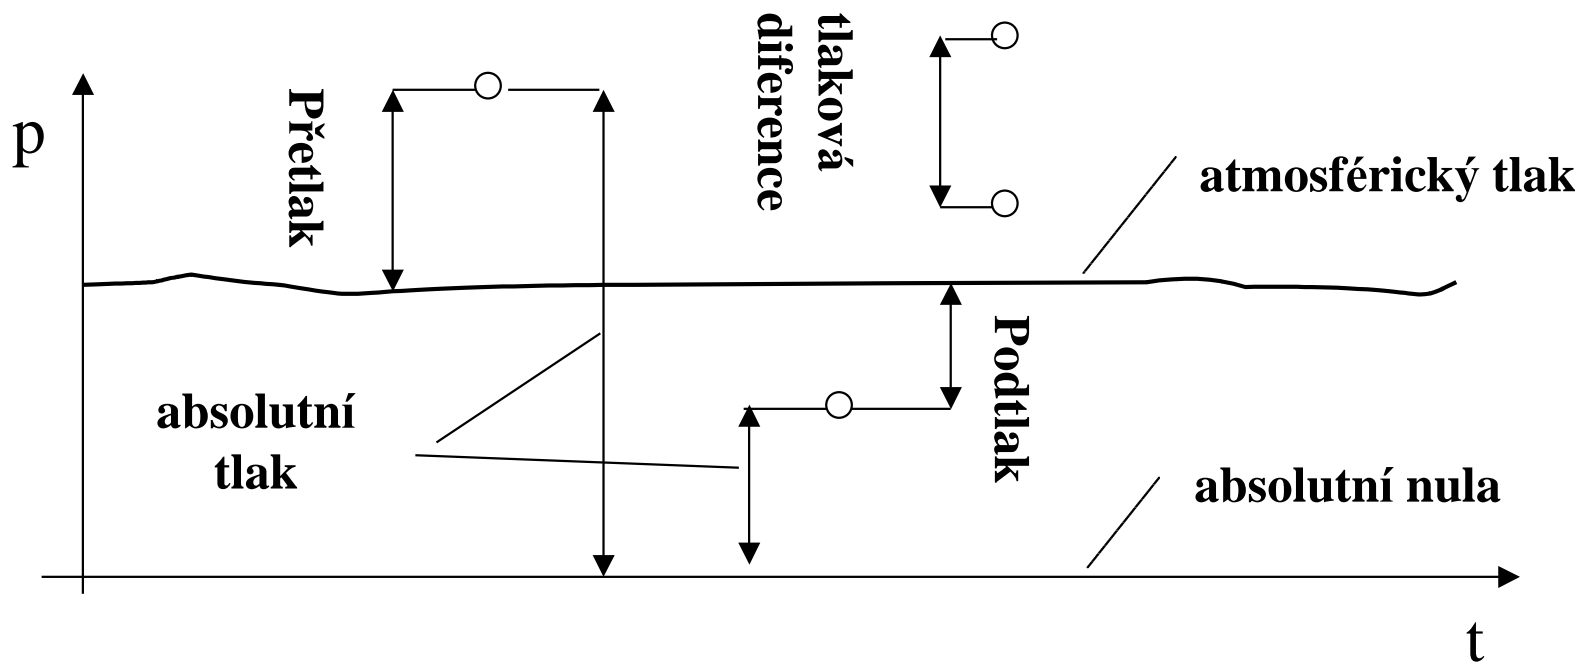 p
Přetlak
tlaková
diference
atmosférický tlak
absolutní
tlak
Podtlak
absolutní nula
t